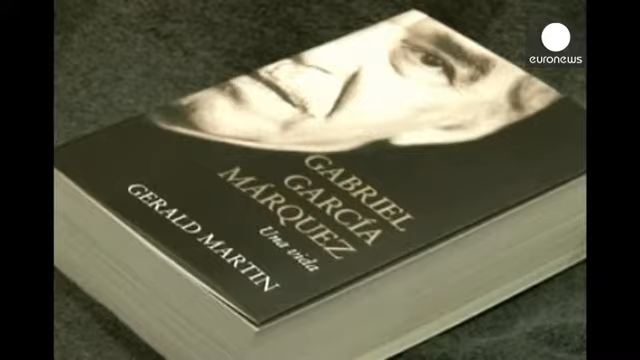 euronews
GABRIEL
GARCÍA
MÁRQUEZ
Una vida
GERALD MARTIN